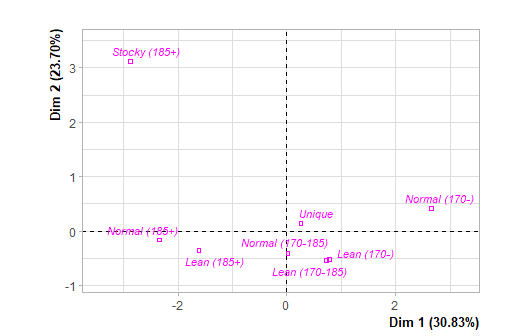 Dim 2 (23.70%)
Stocky (185+)
3
2
1
0
-1
Normal (170-)
Unique
Normal (185+)
Normal (170-185)
Lean (185+)
Lean (170-)
Lean (170-185)
-2
0
2
Dim 1 (30.83%)